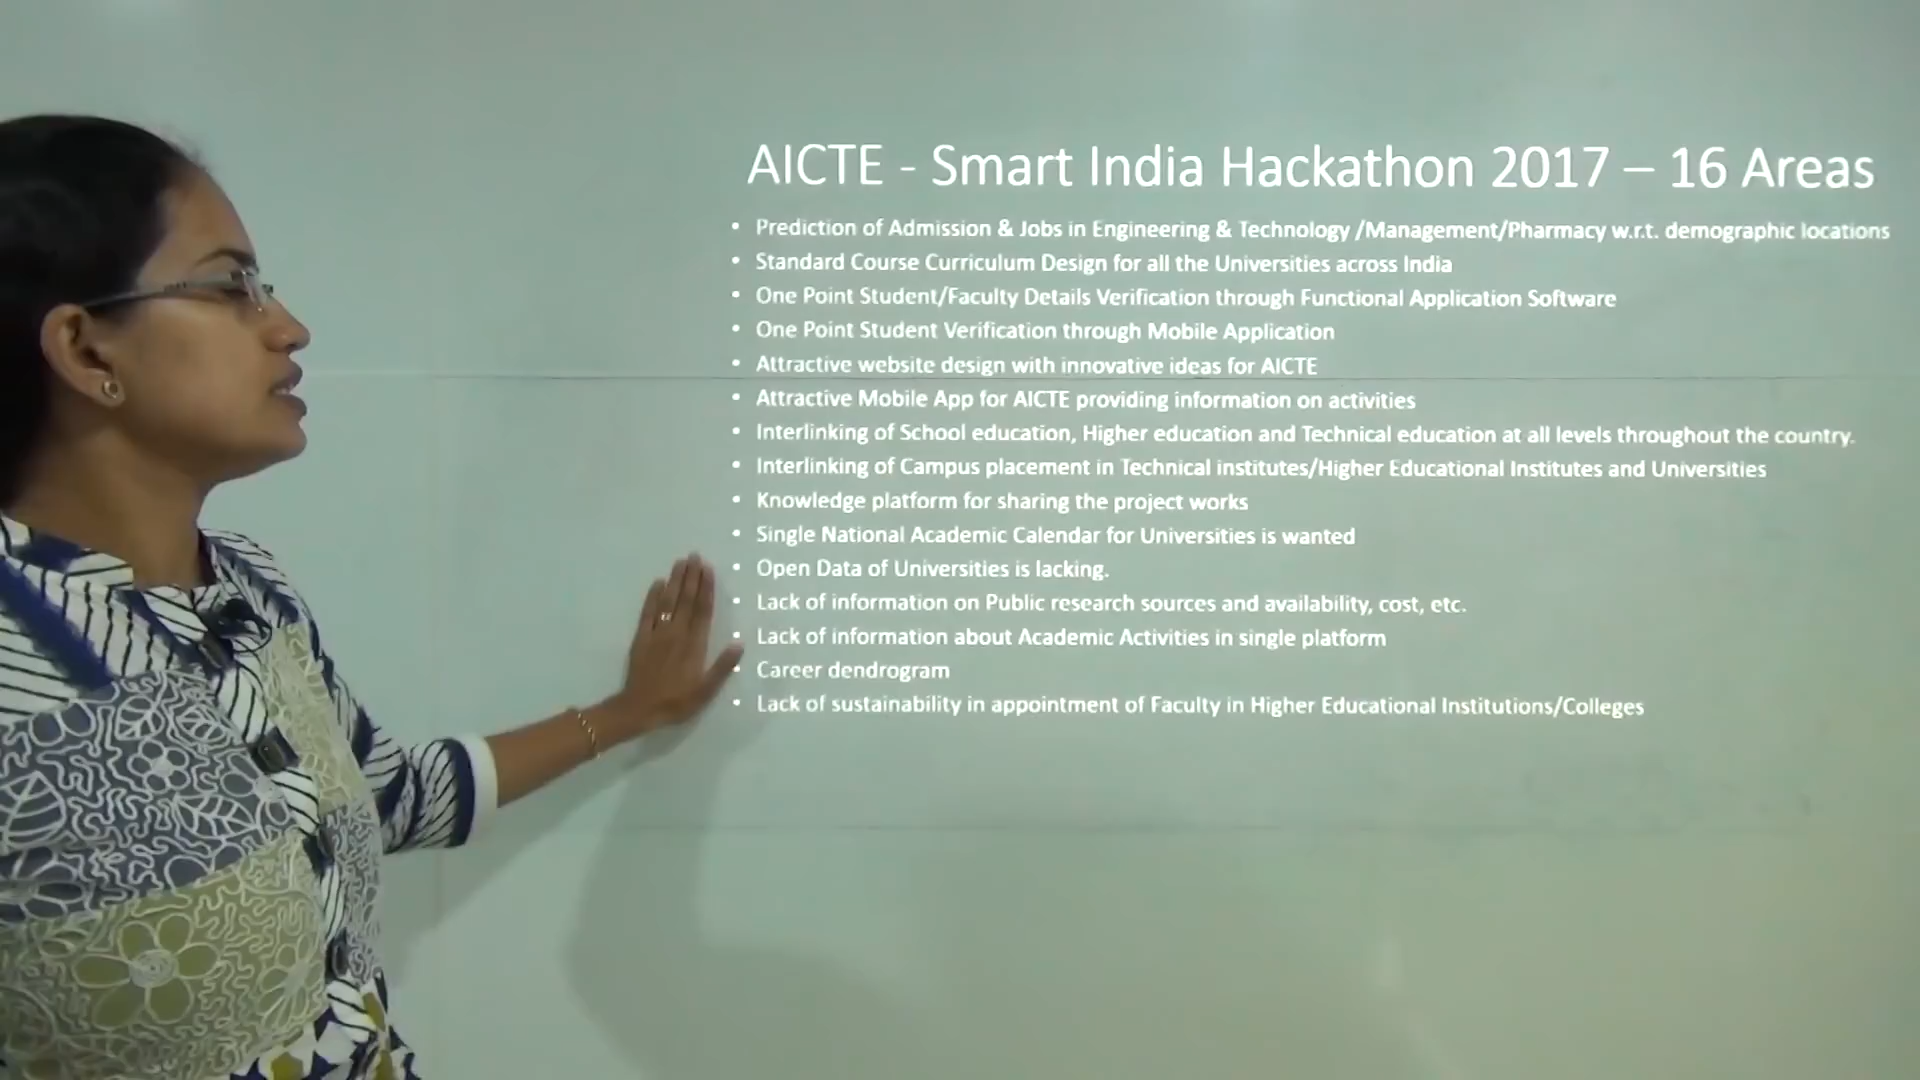 AICTE - Smart India Hackathon 2017 – 16 Areas
• Prediction of Admission & Jobs in Engineering & Technology /Management/Pharmacy w.r.t. demographic locations
• Standard Course Curriculum Design for all the Universities across India
• One Point Student/Faculty Details Verification through Functional Application Software
• One Point Student Verification through Mobile Application
• Attractive website design with innovative ideas for AICTE
• Attractive Mobile App for AICTE providing information on activities
• Interlinking of School education, Higher education and Technical education at all levels throughout the country.
• Interlinking of Campus placement in Technical institutes/Higher Educational Institutes and Universities
• Knowledge platform for sharing the project works
• Single National Academic Calendar for Universities is wanted
• Open Data of Universities is lacking.
• Lack of information on Public research sources and availability, cost, etc.
• Lack of information about Academic Activities in single platform
• Career dendrogram
• Lack of sustainability in appointment of Faculty in Higher Educational Institutions/Colleges